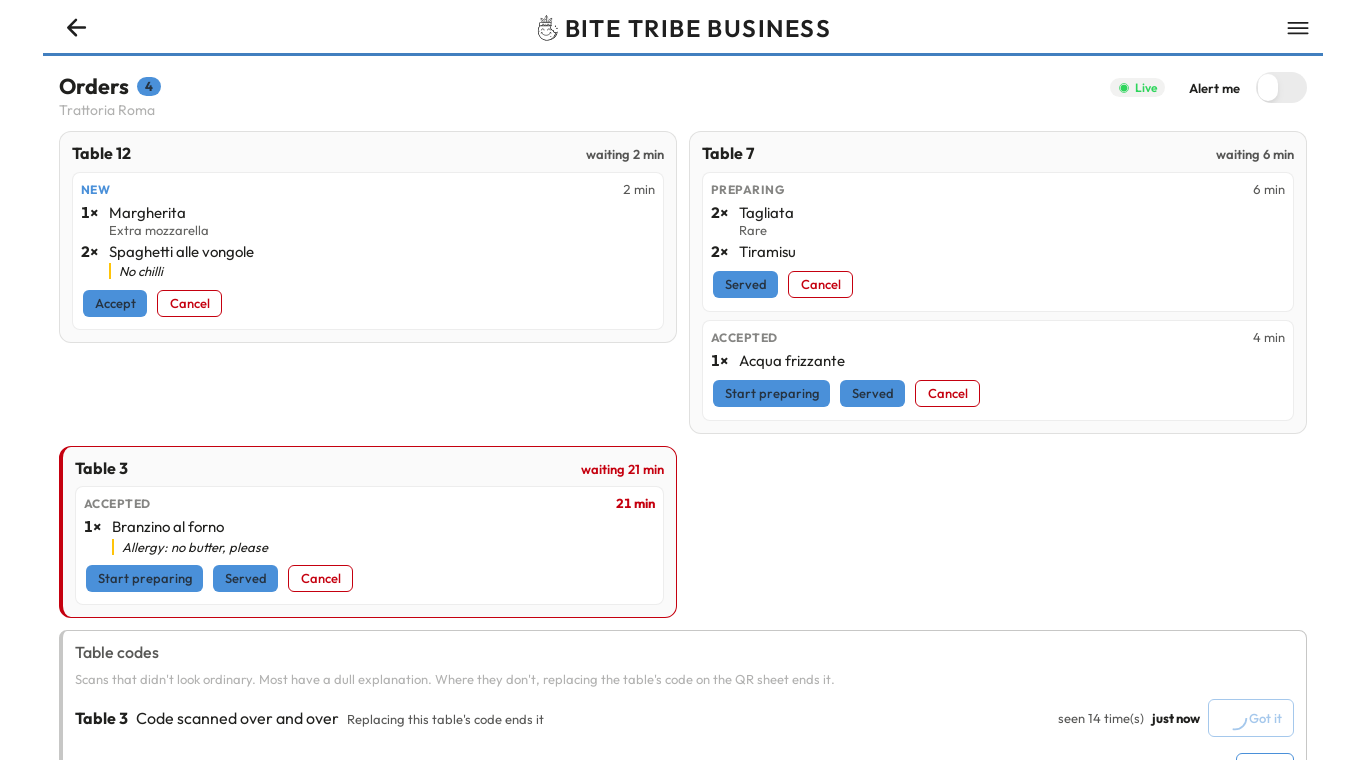 BITE TRIBE BUSINESS
Orders 4
Live
Alert me
Trattoria Roma
Table 12
waiting 2 min
NEW
2 min
1× Margherita
Extra mozzarella
2× Spaghetti alle vongole
No chilli
Accept
Cancel
Table 7
waiting 6 min
PREPARING
6 min
2× Tagliata
Rare
2× Tiramisu
Served
Cancel
ACCEPTED
4 min
1× Acqua frizzante
Start preparing
Served
Cancel
Table 3
waiting 21 min
ACCEPTED
21 min
1× Branzino al forno
Allergy: no butter, please
Start preparing
Served
Cancel
Table codes
Scans that didn't look ordinary. Most have a dull explanation. Where they don't, replacing the table's code on the QR sheet ends it.
Table 3 Code scanned over and over Replacing this table's code ends it
seen 14 time(s) just now
Got it